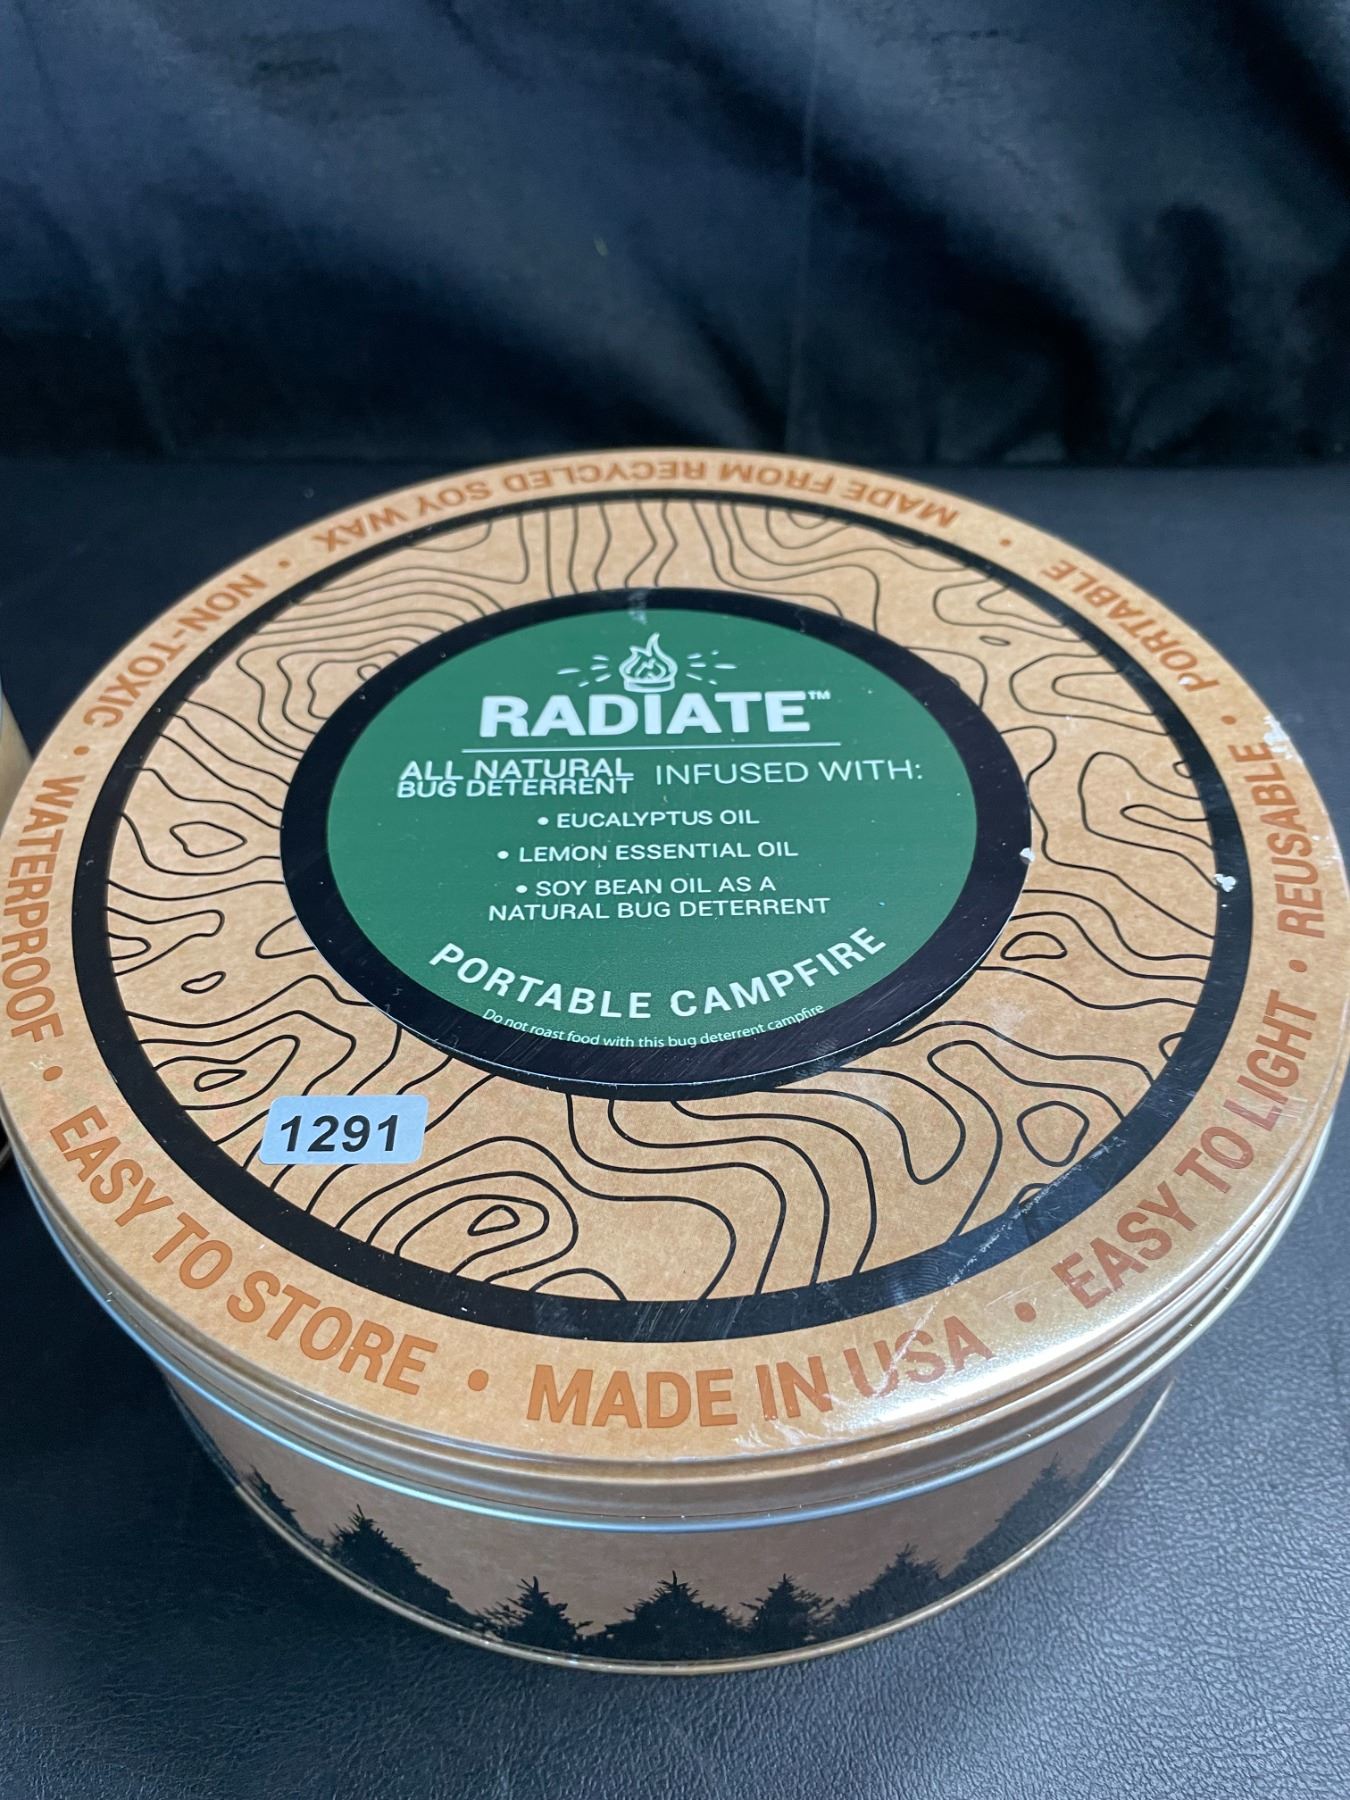 RADIATE™
ALL NATURAL
BUG DETERRENT
INFUSED WITH:
• EUCALYPTUS OIL
• LEMON ESSENTIAL OIL
• SOY BEAN OIL AS A
NATURAL BUG DETERRENT
PORTABLE CAMPFIRE
Do not roast food with this bug deterrent campfire
1291
MADE FROM RECYCLED SOY WAX • NON-TOXIC • WATERPROOF • EASY TO STORE • MADE IN USA • EASY TO LIGHT • REUSABLE • PORTABLE •